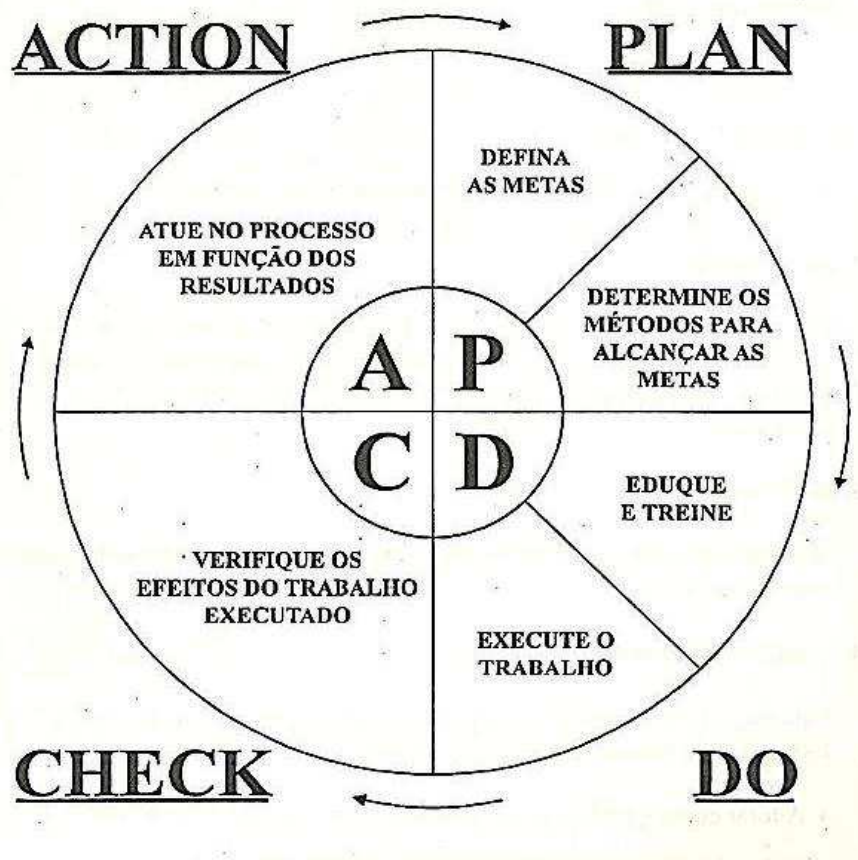 ACTION
PLAN
DEFINA
AS METAS
ATUE NO PROCESSO
EM FUNÇÃO DOS
RESULTADOS
DETERMINE OS
MÉTODOS PARA
ALCANÇAR AS
METAS
A P
C D
EDUQUE
E TREINE
VERIFIQUE OS
EFEITOS DO TRABALHO
EXECUTADO
EXECUTE O
TRABALHO
CHECK
DO